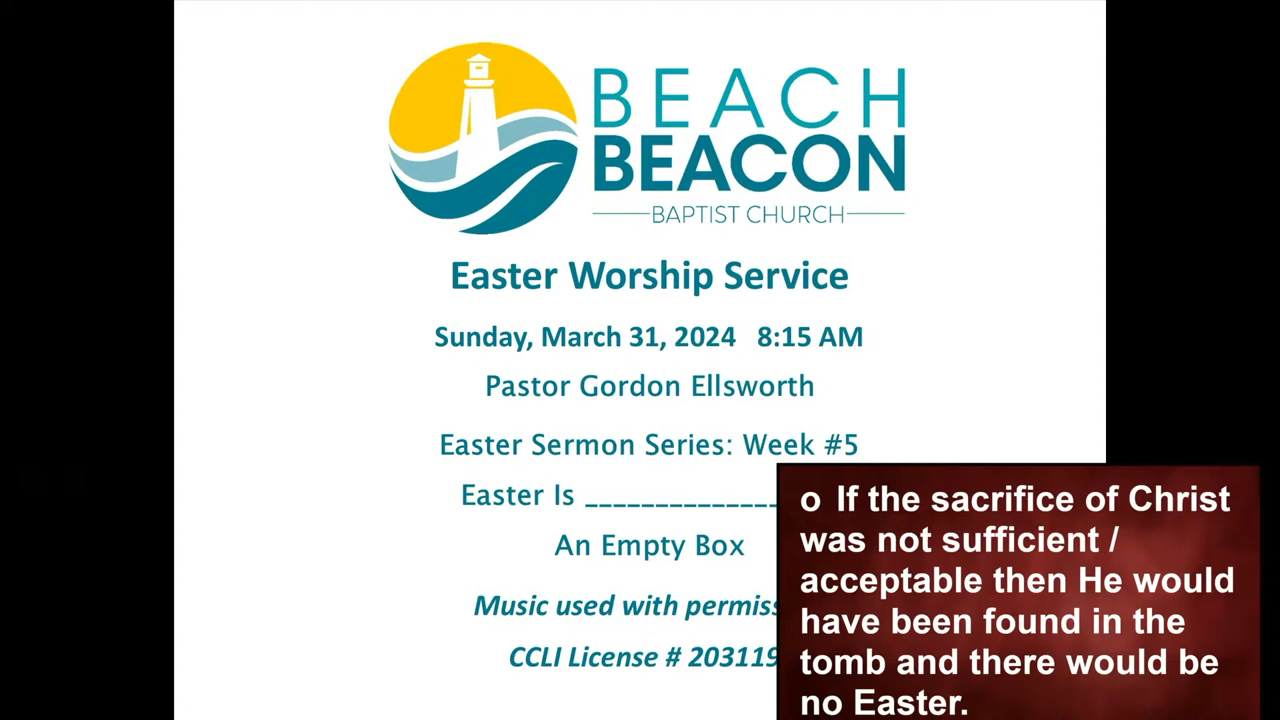 BEACH
BEACON
BAPTIST CHURCH
Easter Worship Service
Sunday, March 31, 2024 8:15 AM
Pastor Gordon Ellsworth
Easter Sermon Series: Week #5
Easter Is ______________
An Empty Box
Music used with
CCLI License #
o If the sacrifice of Christ
was not sufficient /
acceptable then He would
have been found in the
tomb and there would be
no Easter.